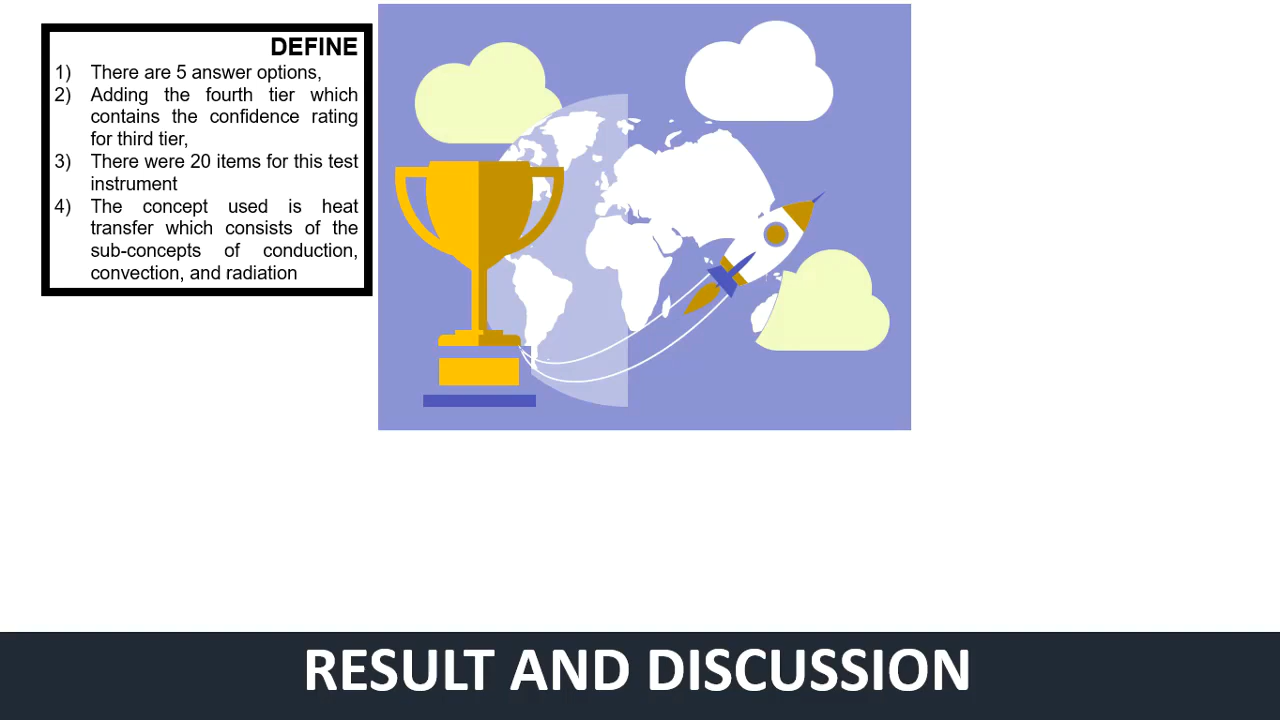 DEFINE
1) There are 5 answer options,
2) Adding the fourth tier which
contains the confidence rating
for third tier,
3) There were 20 items for this test
instrument
4) The concept used is heat
transfer which consists of the
sub-concepts of conduction,
convection, and radiation
RESULT AND DISCUSSION